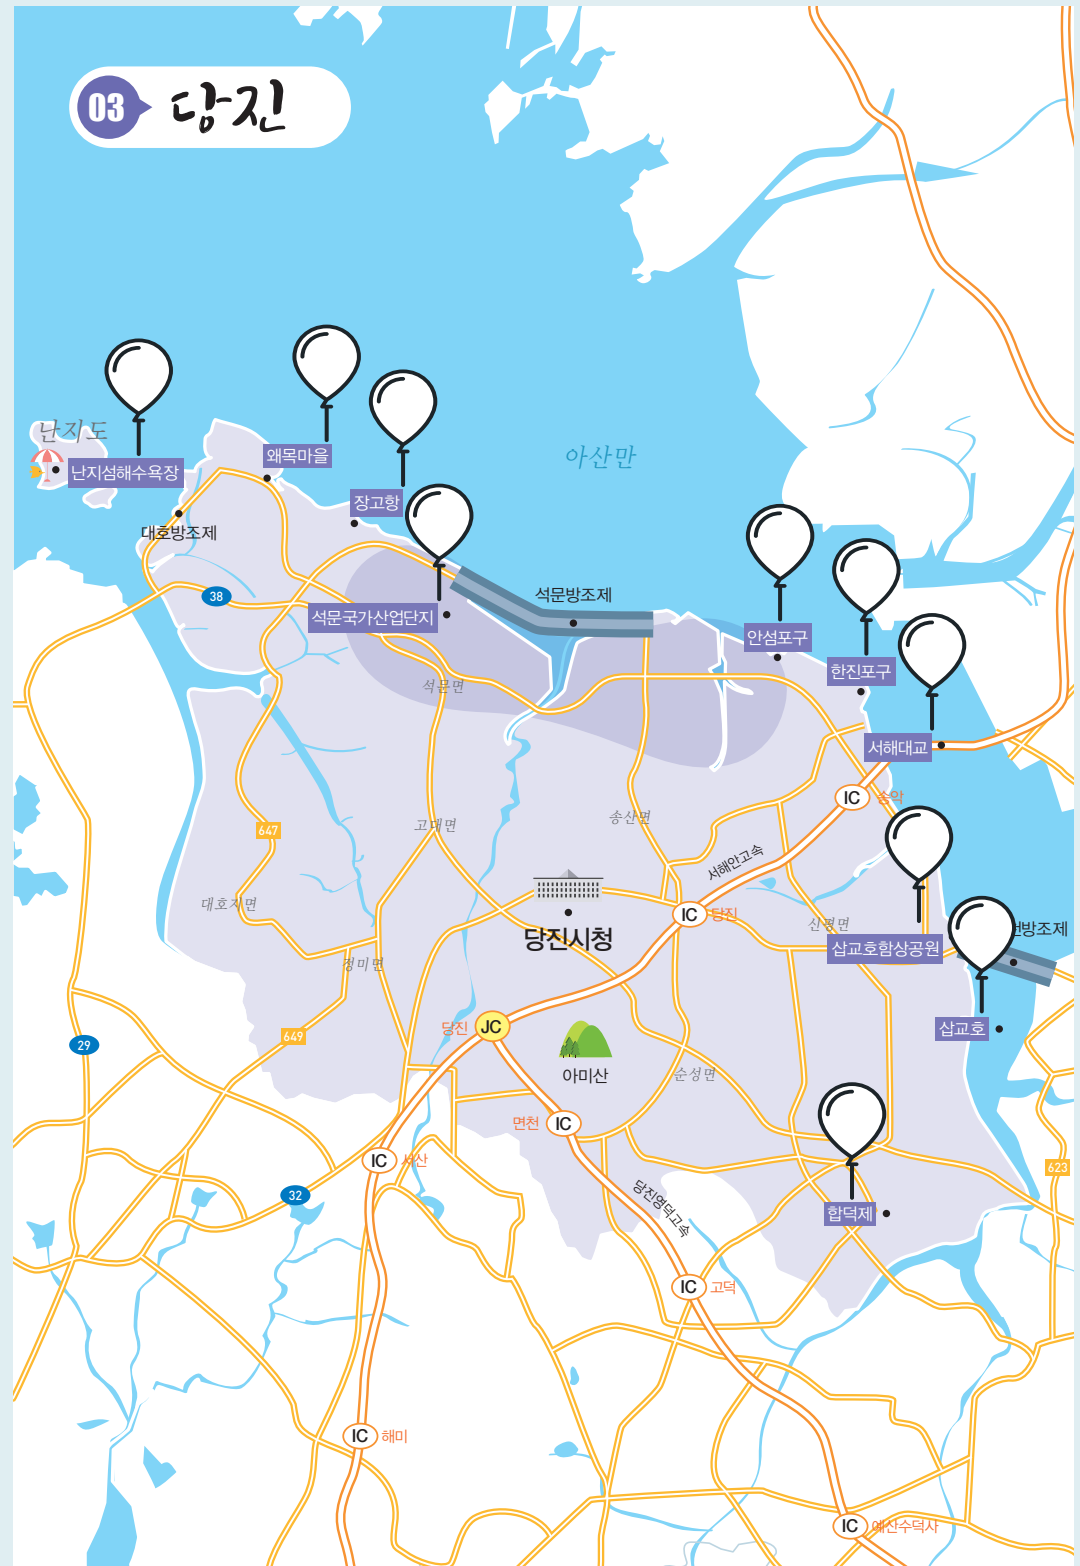 03 당진
난지도
난지섬해수욕장
왜목마을
장고항
아산만
대호방조제
38
석문국가산업단지
석문방조제
안섬포구
한진포구
석문면
서해대교
IC 송악
647
고대면
송산면
서해안고속
대호지면
IC 당진
신평면
당진시청
삽교호함상공원
방조제
정미면
삽교호
당진 JC
649
29
아미산
순성면
면천 IC
IC 서산
623
32
당진영덕고속
합덕제
IC 고덕
IC 해미
IC 예산수덕사